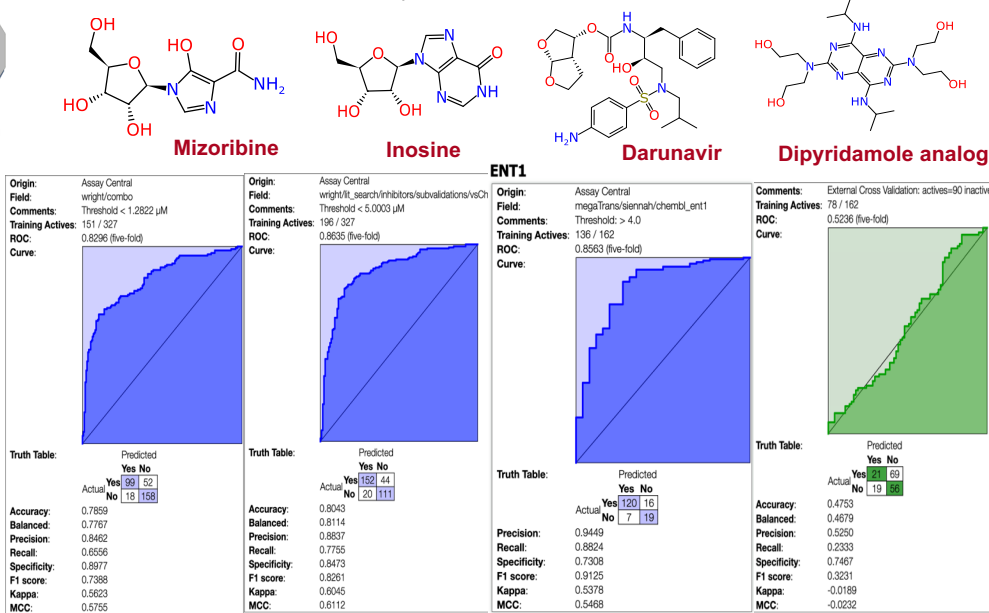 Mizoribine
Inosine
Darunavir
Dipyridamole analog
OH
HO
HO
OH
N
N
OH
O
O
NH2
HO
HO
OH
O
N
N
N
NH
O
O
O
O
O
H
N
HO
N
S
O
O
H2N
HO
HO
N
N
N
N
N
HN
NH
N
OH
OH
Origin: Assay Central
Field: wright/combo
Comments: Threshold < 1.2822 µM
Training Actives: 151 / 327
ROC: 0.8296 (five-fold)
Curve:
Truth Table: Predicted
Yes No
Actual Yes 99 52
No 18 158
Accuracy: 0.7859
Balanced: 0.7767
Precision: 0.8462
Recall: 0.6556
Specificity: 0.8977
F1 score: 0.7388
Kappa: 0.5623
MCC: 0.5755
Origin: Assay Central
Field: wright/lit_search/inhibitors/subvalidations/vsCh
Comments: Threshold < 5.0003 µM
Training Actives: 196 / 327
ROC: 0.8635 (five-fold)
Curve:
Truth Table: Predicted
Yes No
Actual Yes 152 44
No 20 111
Accuracy: 0.8043
Balanced: 0.8114
Precision: 0.8837
Recall: 0.7755
Specificity: 0.8473
F1 score: 0.8261
Kappa: 0.6045
MCC: 0.6112
ENT1
Origin: Assay Central
Field: megaTrans/siennah/chembl_ent1
Comments: Threshold: > 4.0
Training Actives: 136 / 162
ROC: 0.8563 (five-fold)
Curve:
Truth Table: Predicted
Yes No
Actual Yes 120 16
No 7 19
Precision: 0.9449
Recall: 0.8824
Specificity: 0.7308
F1 score: 0.9125
Kappa: 0.5378
MCC: 0.5468
Comments: External Cross Validation: actives=90 inactive
Training Actives: 78 / 162
ROC: 0.5236 (five-fold)
Curve:
Truth Table: Predicted
Yes No
Actual Yes 21 69
No 19 56
Accuracy: 0.4753
Balanced: 0.4679
Precision: 0.5250
Recall: 0.2333
Specificity: 0.7467
F1 score: 0.3231
Kappa: -0.0189
MCC: -0.0232